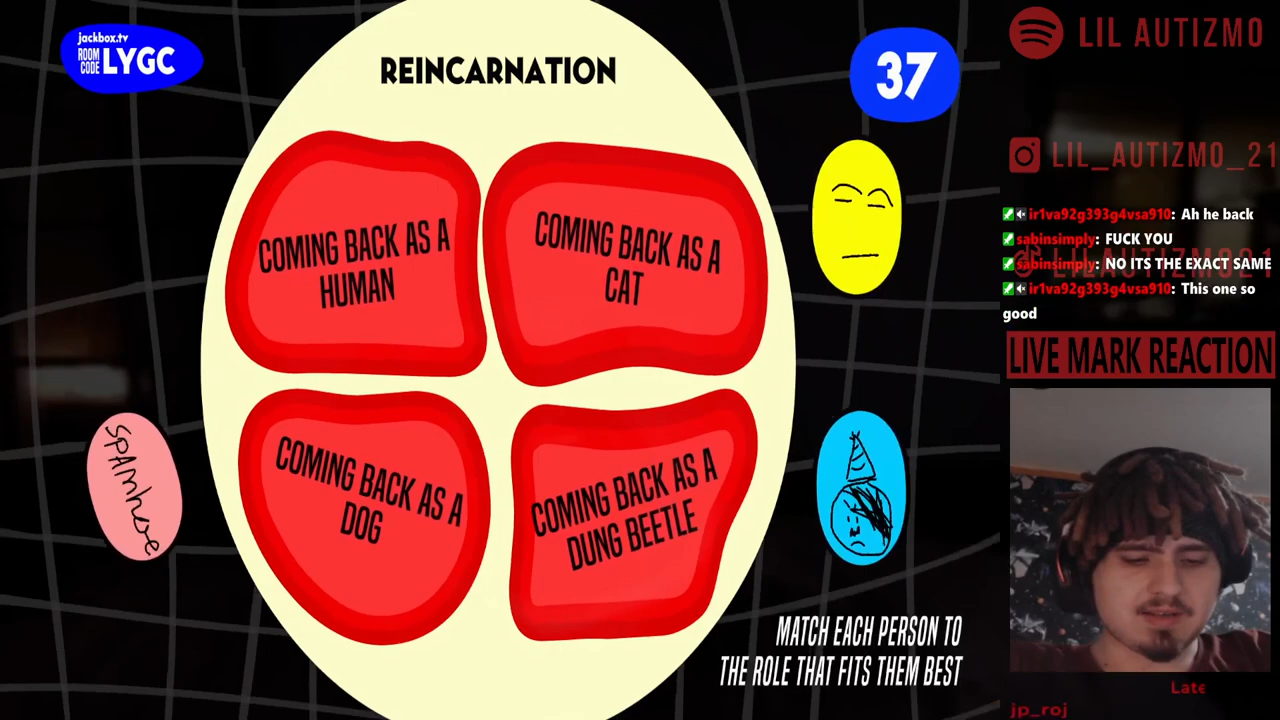 jackbox.tv
ROOM CODE LYGC
REINCARNATION
37
COMING BACK AS A
HUMAN
COMING BACK AS A
CAT
COMING BACK AS A
DOG
COMING BACK AS A
DUNG BEETLE
MATCH EACH PERSON TO
THE ROLE THAT FITS THEM BEST
LIL AUTIZMO
LIL_AUTIZMO_21
ir1va92g393g4vsa910: Ah he back
sabinsimply: FUCK YOU
sabinsimply: NO ITS THE EXACT SAME
ir1va92g393g4vsa910: This one so
good
LIVE MARK REACTION
Late
jp_roj